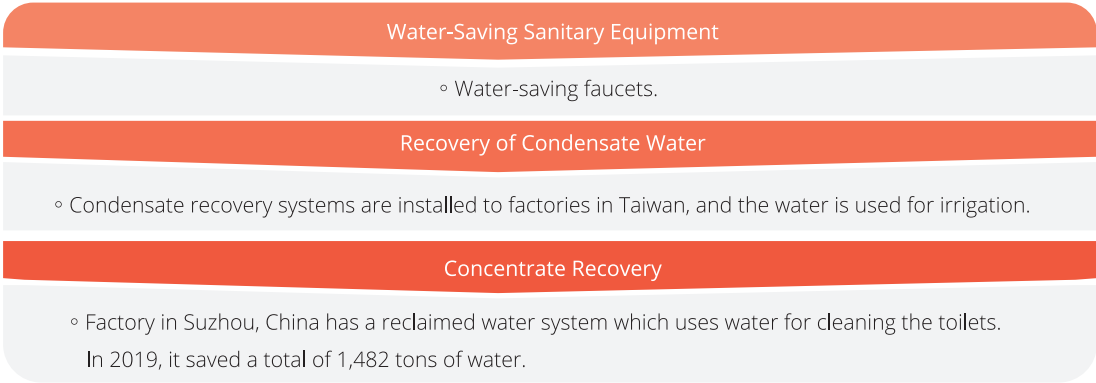 Water-Saving Sanitary Equipment
◦ Water-saving faucets.
Recovery of Condensate Water
◦ Condensate recovery systems are installed to factories in Taiwan, and the water is used for irrigation.
Concentrate Recovery
◦ Factory in Suzhou, China has a reclaimed water system which uses water for cleaning the toilets.
In 2019, it saved a total of 1,482 tons of water.